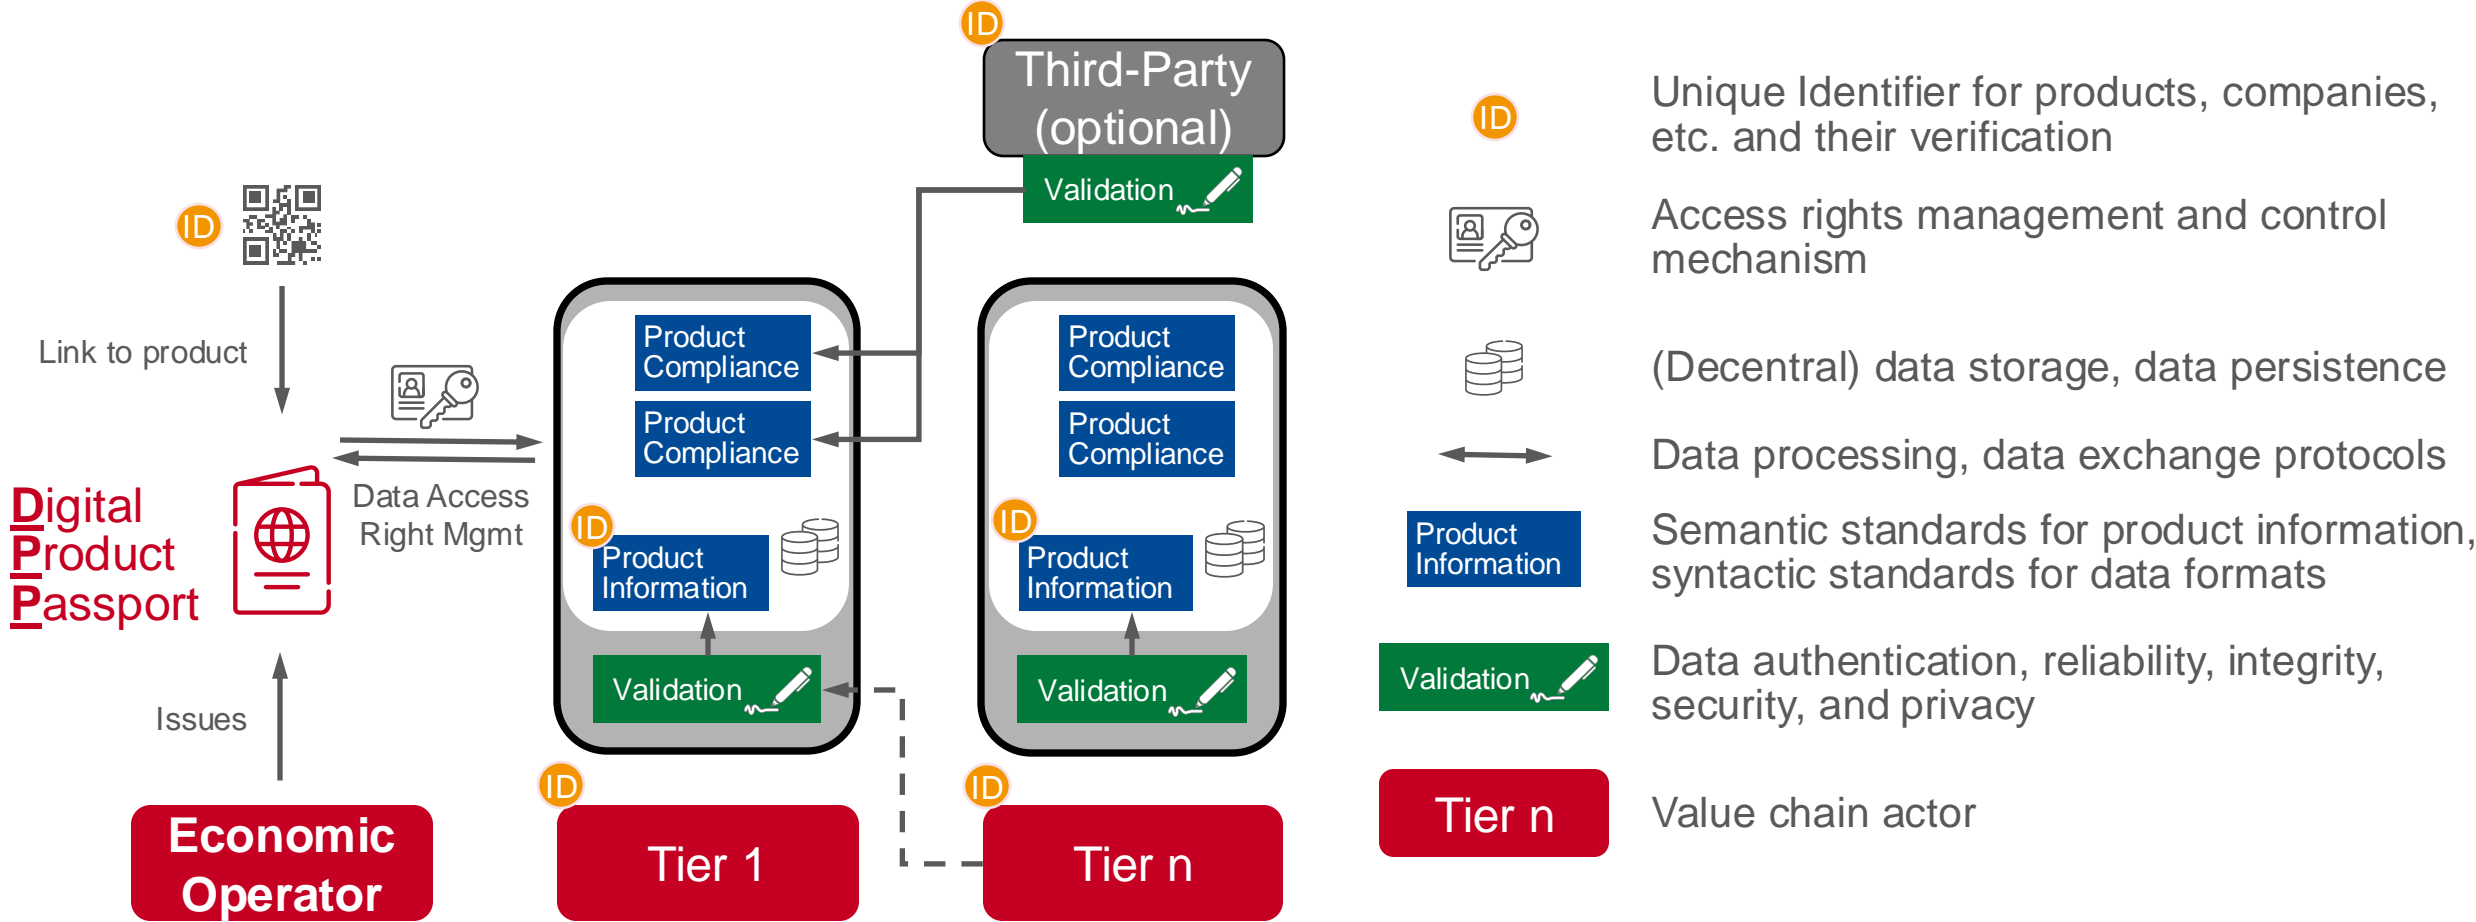 ID
Third-Party
(optional)
Validation
ID
Link to product
Data Access
Right Mgmt
Digital
Product
Passport
Issues
Economic
Operator
Product
Compliance
Product
Compliance
ID
Product
Information
Validation
ID
Tier 1
Product
Compliance
Product
Compliance
ID
Product
Information
Validation
ID
Tier n
ID
Unique Identifier for products, companies,
etc. and their verification
Access rights management and control
mechanism
(Decentral) data storage, data persistence
Data processing, data exchange protocols
Product
Information
Semantic standards for product information,
syntactic standards for data formats
Validation
Data authentication, reliability, integrity,
security, and privacy
Tier n
Value chain actor